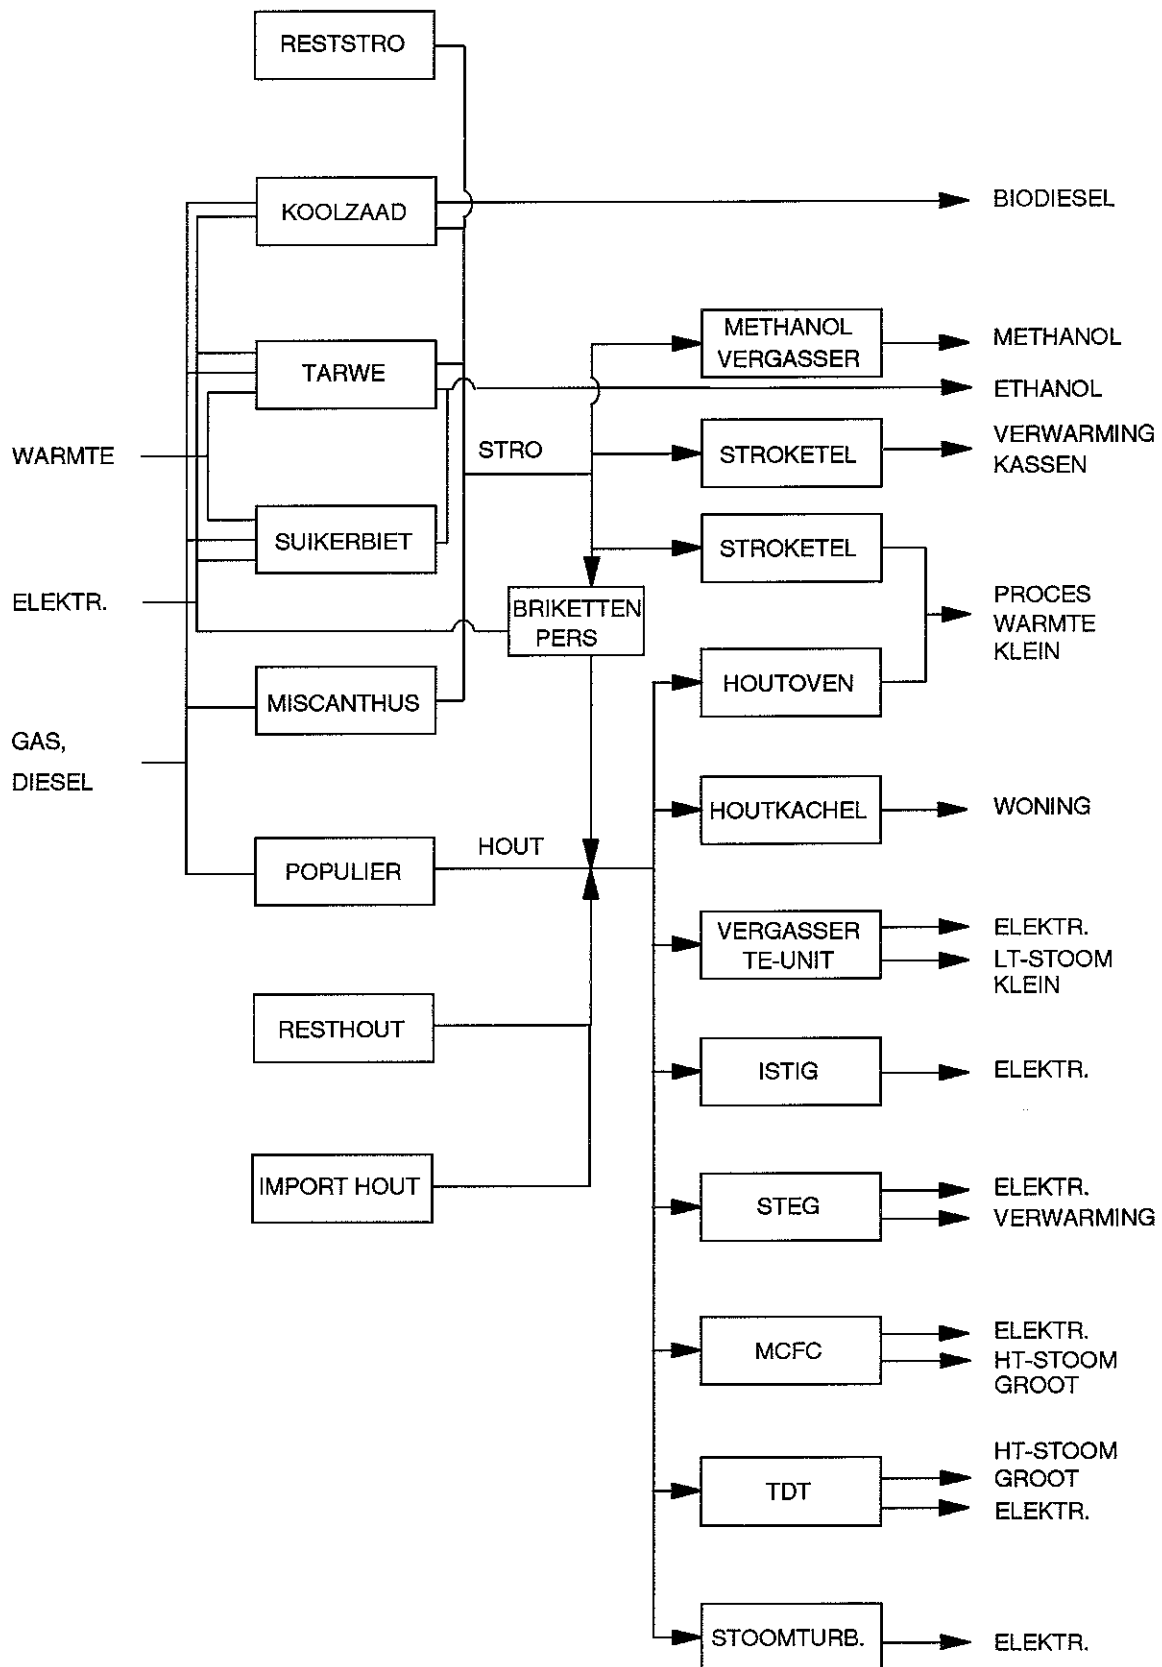 RESTSTRO
KOOLZAAD
BIODIESEL
METHANOL
VERGASSER
METHANOL
TARWE
ETHANOL
WARMTE
STRO
STROKETEL
VERWARMING
KASSEN
SUIKERBIET
STROKETEL
ELEKTR.
BRIKETTEN
PERS
PROCES
WARMTE
KLEIN
MISCANTHUS
HOUTOVEN
GAS,
DIESEL
HOUTKACHEL
WONING
POPULIER
HOUT
VERGASSER
TE-UNIT
ELEKTR.
LT-STOOM
KLEIN
RESTHOUT
ISTIG
ELEKTR.
IMPORT HOUT
STEG
ELEKTR.
VERWARMING
MCFC
ELEKTR.
HT-STOOM
GROOT
TDT
HT-STOOM
GROOT
ELEKTR.
STOOMTURB.
ELEKTR.